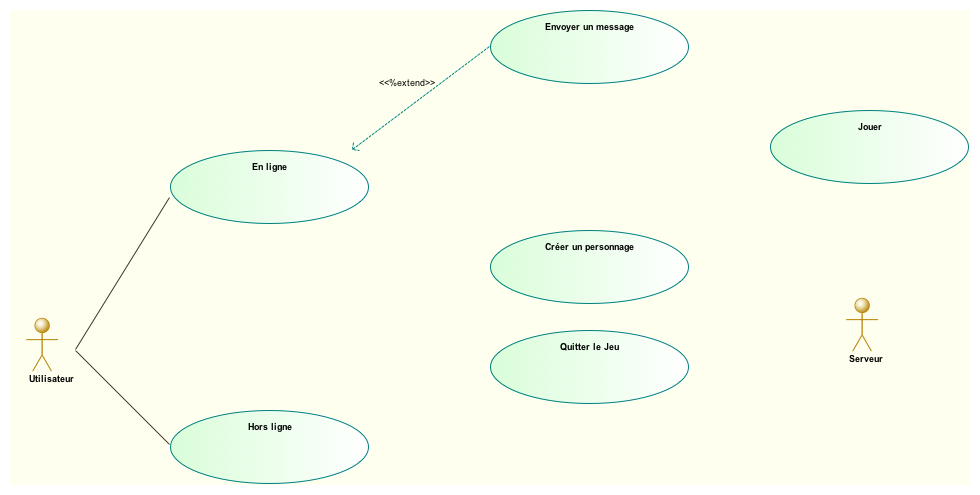 Envoyer un message
<<%extend>>
Jouer
En ligne
Créer un personnage
Quitter le Jeu
Serveur
Utilisateur
Hors ligne